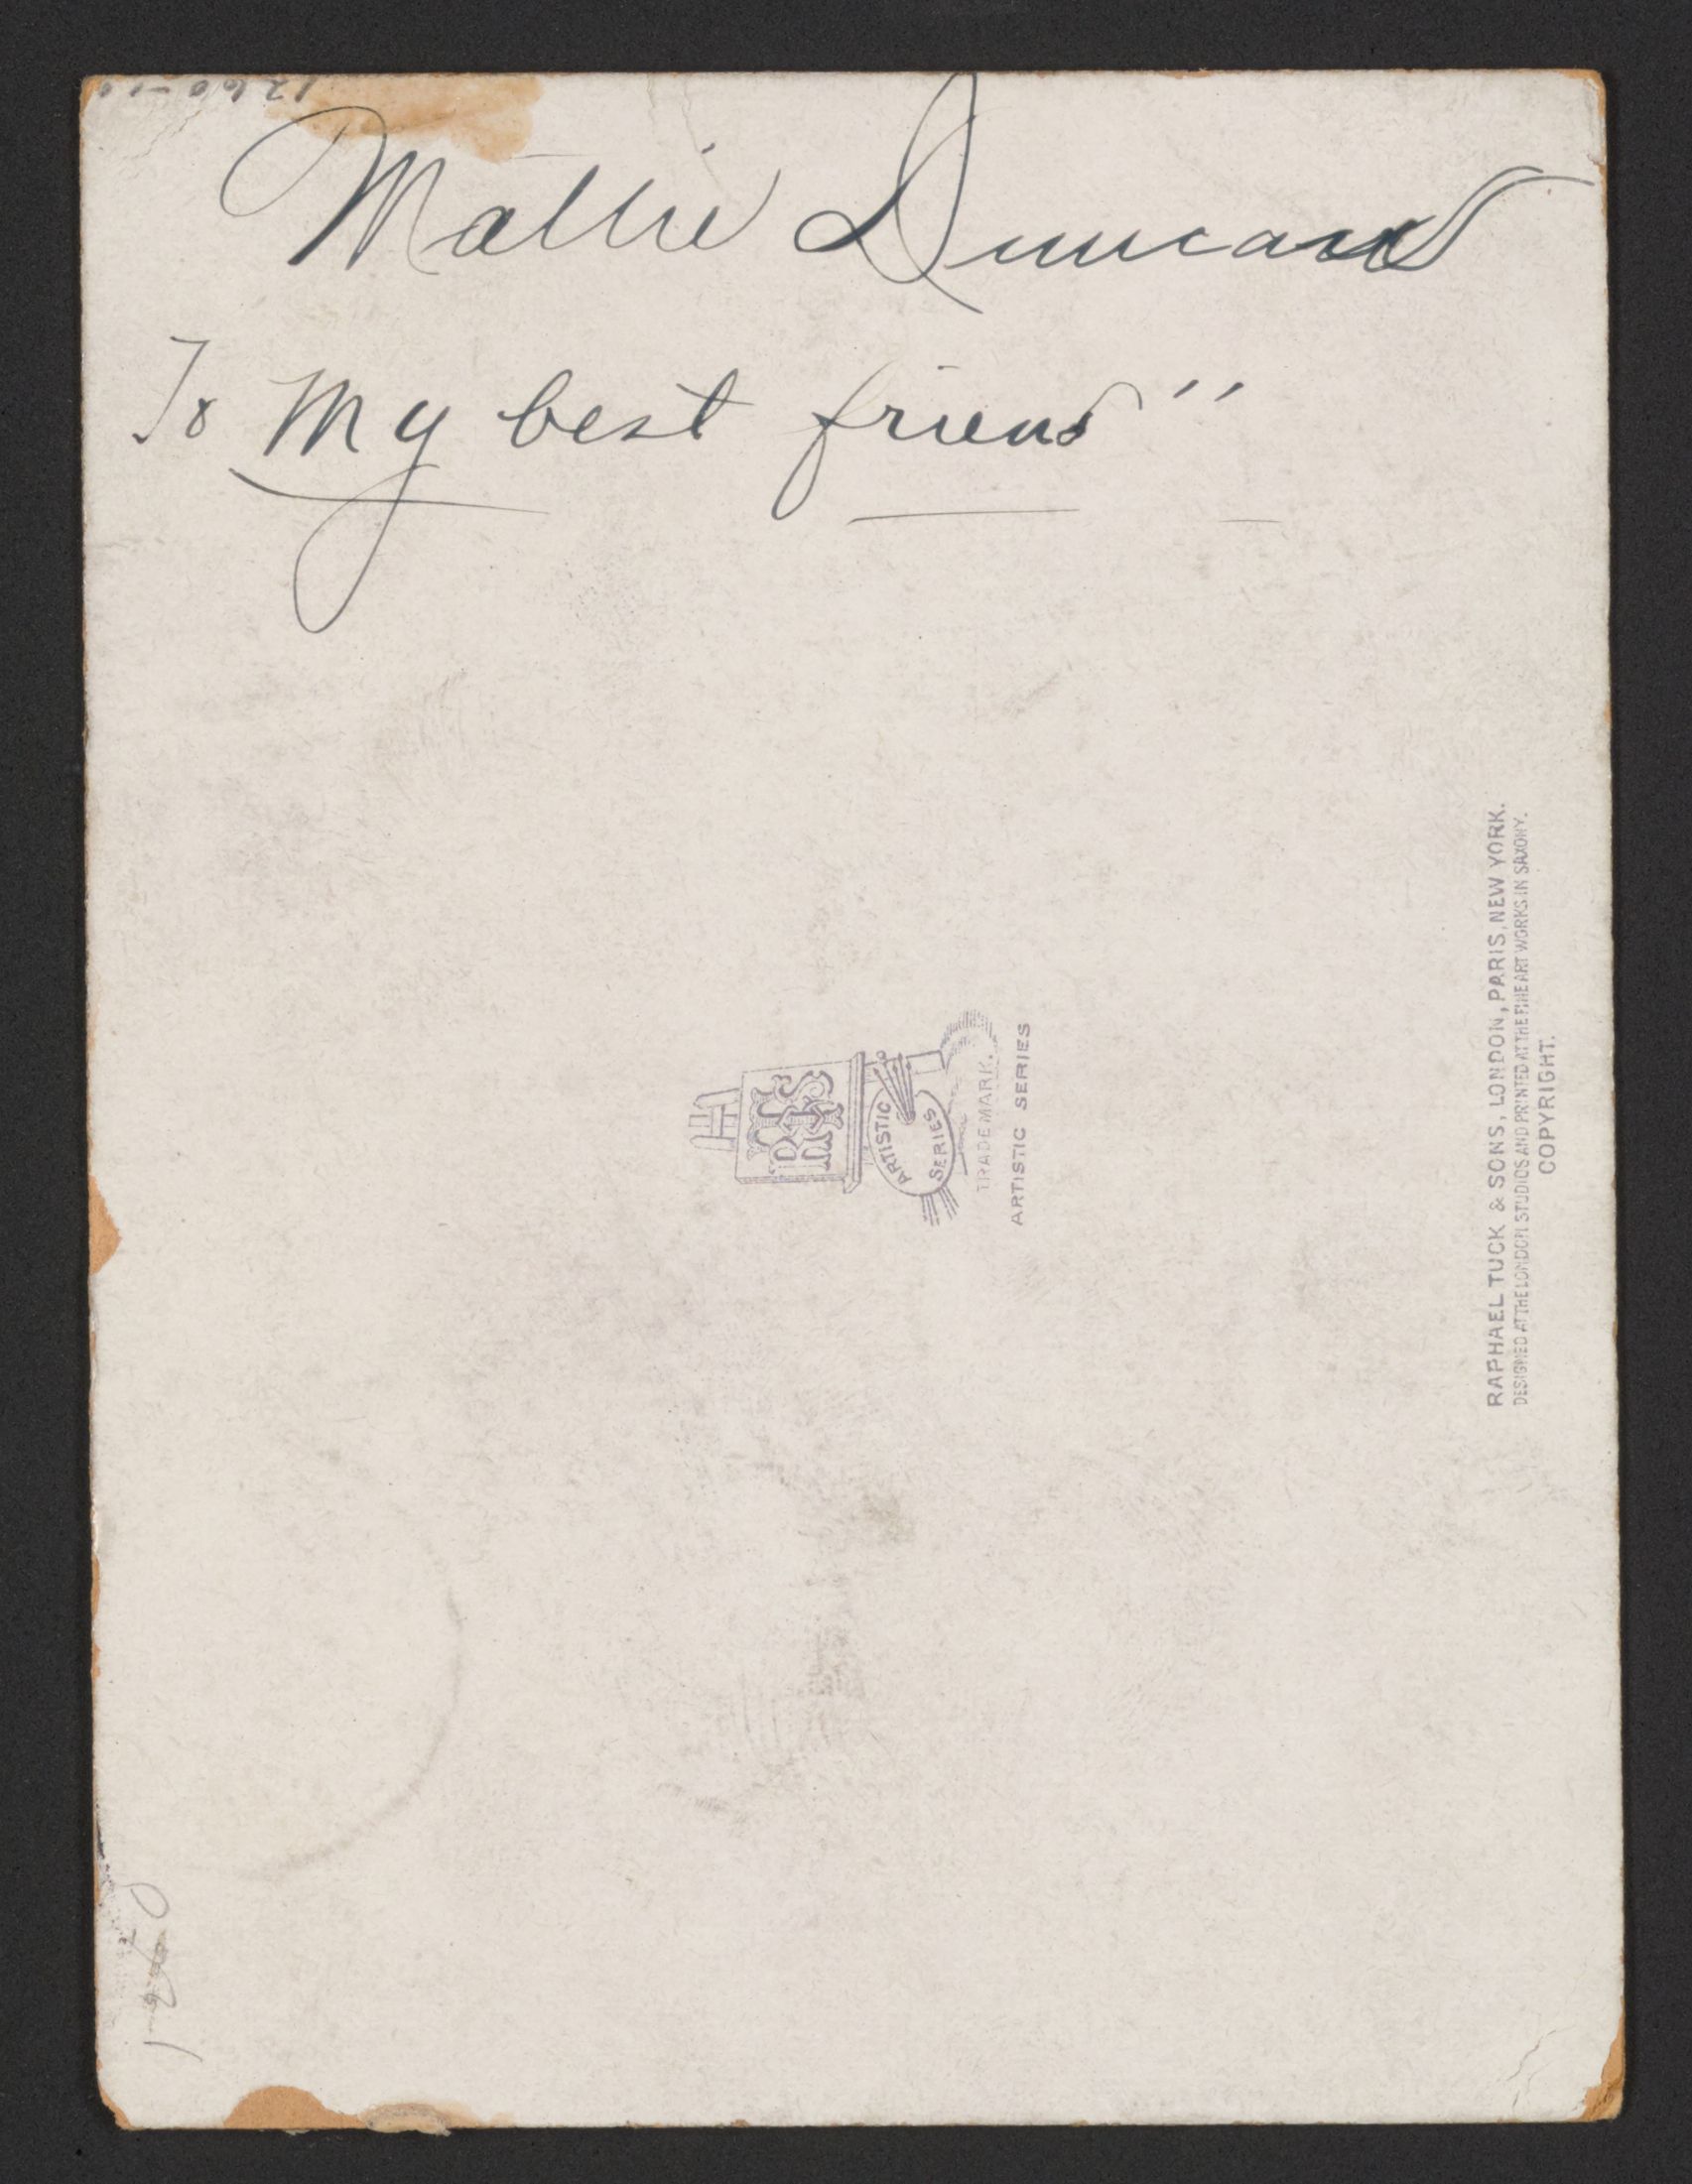 Mattie Duncan
To My best friend"
RTS
ARTISTIC SERIES
TRADE MARK.
ARTISTIC SERIES
RAPHAEL TUCK & SONS, LONDON, PARIS, NEW YORK.
DESIGNED AT THE LONDON STUDIOS AND PRINTED AT THE FINE ART WORKS IN SAXONY.
COPYRIGHT.